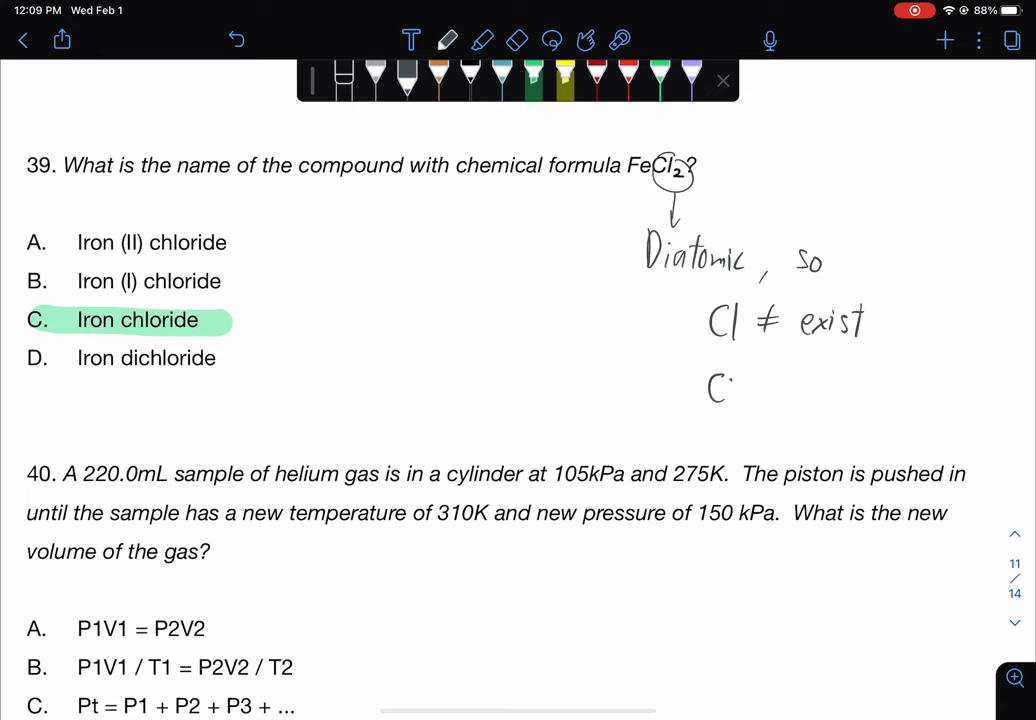 12:09 PM Wed Feb 1
88%
T
39. What is the name of the compound with chemical formula FeCl₂?
A. Iron (II) chloride
B. Iron (I) chloride
C. Iron chloride
D. Iron dichloride
Diatomic, so
Cl ≠ exist
C
40. A 220.0mL sample of helium gas is in a cylinder at 105kPa and 275K. The piston is pushed in
until the sample has a new temperature of 310K and new pressure of 150 kPa. What is the new
volume of the gas?
A. P1V1 = P2V2
B. P1V1 / T1 = P2V2 / T2
C. Pt = P1 + P2 + P3 + ...
11
/
14